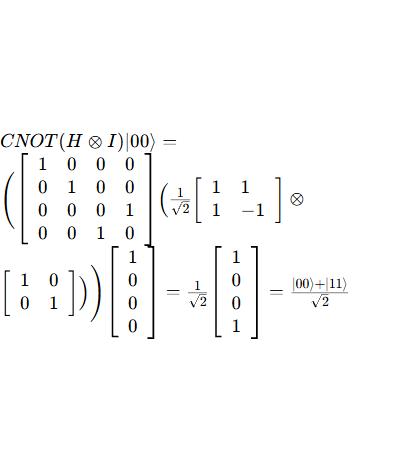 CNOT(H ⊗ I)|00⟩ =
( [ 1 0 0 0
0 1 0 0
0 0 0 1
0 0 1 0 ] ( 1/√2 [ 1 1
1 −1 ] ⊗
[ 1 0
0 1 ] ) ) [ 1
0
0
0 ] = 1/√2 [ 1
0
0
1 ] = |00⟩+|11⟩/√2